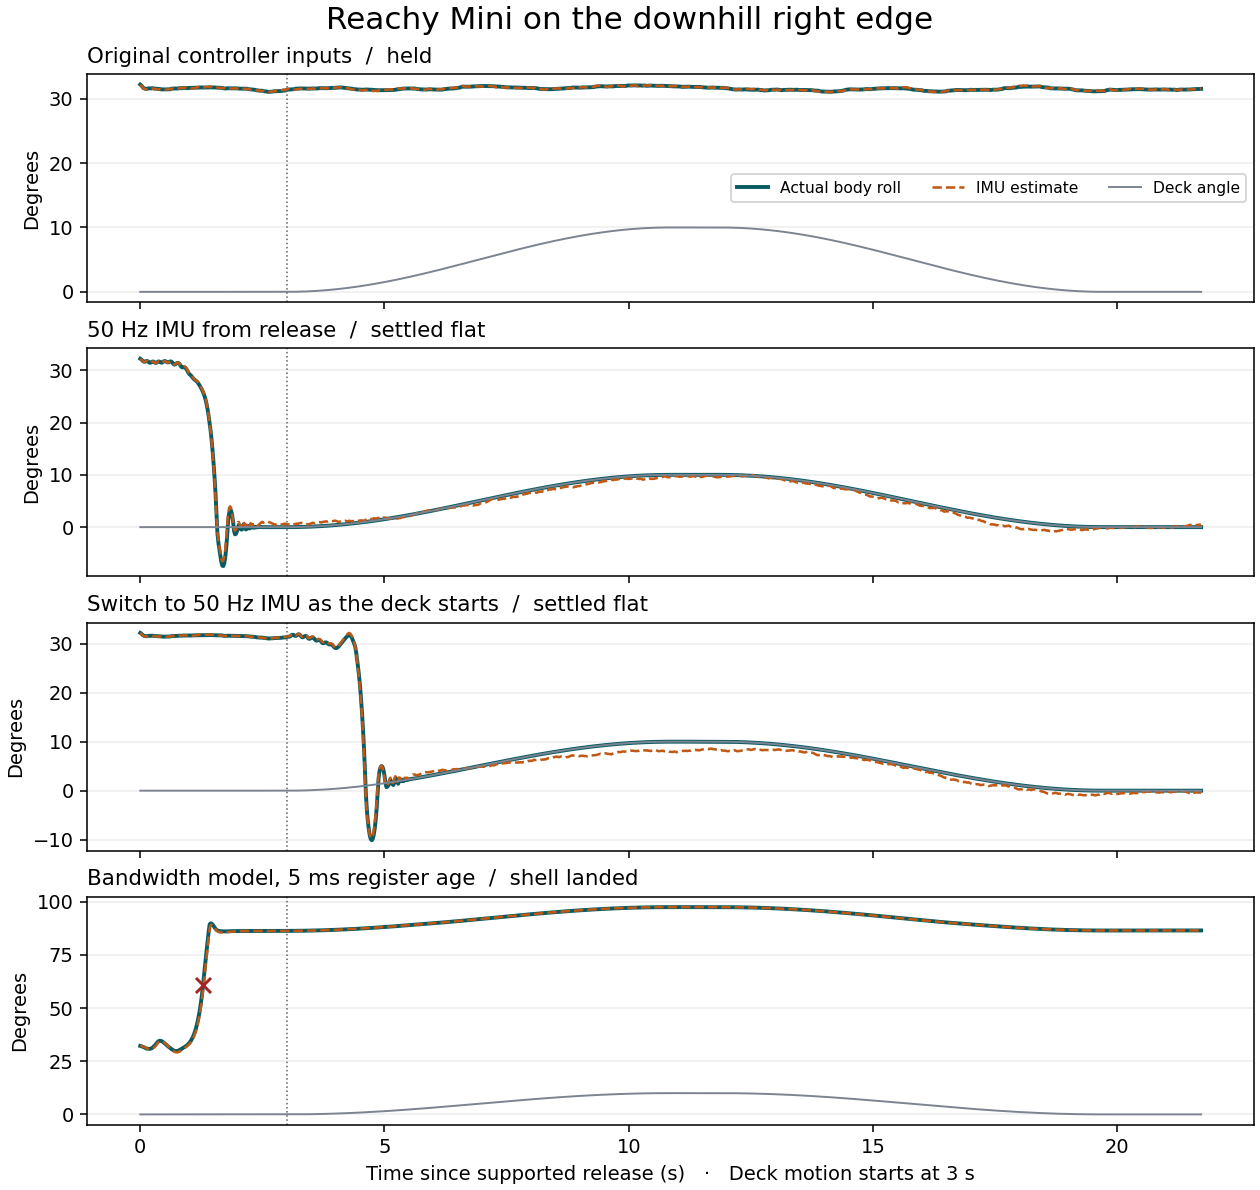 Reachy Mini on the downhill right edge
Original controller inputs / held
30
20
10
0
Degrees
Actual body roll
IMU estimate
Deck angle
50 Hz IMU from release / settled flat
30
20
10
0
Degrees
Switch to 50 Hz IMU as the deck starts / settled flat
30
20
10
0
−10
Degrees
Bandwidth model, 5 ms register age / shell landed
100
75
50
25
0
Degrees
0 5 10 15 20
Time since supported release (s) · Deck motion starts at 3 s